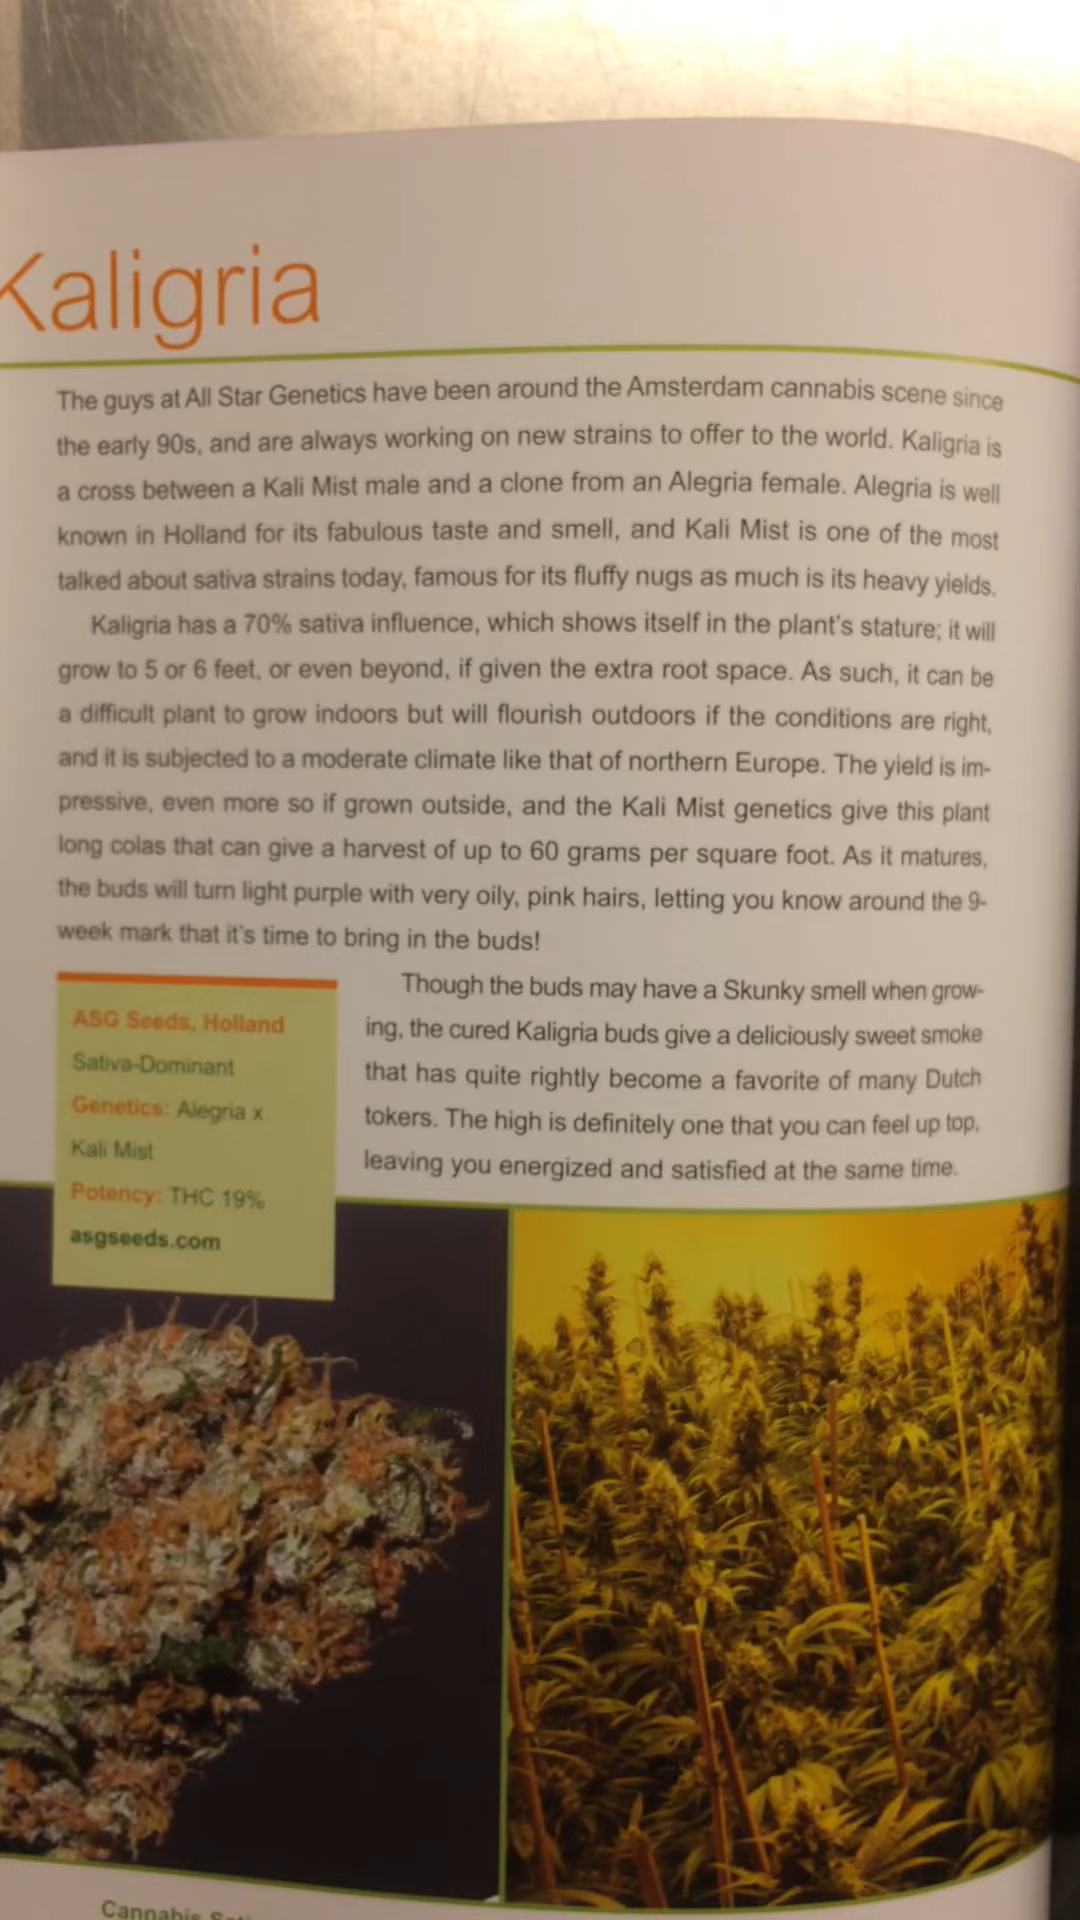 Kaligria
The guys at All Star Genetics have been around the Amsterdam cannabis scene since
the early 90s, and are always working on new strains to offer to the world. Kaligria is
a cross between a Kali Mist male and a clone from an Alegria female. Alegria is well
known in Holland for its fabulous taste and smell, and Kali Mist is one of the most
talked about sativa strains today, famous for its fluffy nugs as much is its heavy yields.
Kaligria has a 70% sativa influence, which shows itself in the plant's stature; it will
grow to 5 or 6 feet, or even beyond, if given the extra root space. As such, it can be
a difficult plant to grow indoors but will flourish outdoors if the conditions are right,
and it is subjected to a moderate climate like that of northern Europe. The yield is im-
pressive, even more so if grown outside, and the Kali Mist genetics give this plant
long colas that can give a harvest of up to 60 grams per square foot. As it matures,
the buds will turn light purple with very oily, pink hairs, letting you know around the 9-
week mark that it's time to bring in the buds!
Though the buds may have a Skunky smell when grow-
ing, the cured Kaligria buds give a deliciously sweet smoke
that has quite rightly become a favorite of many Dutch
tokers. The high is definitely one that you can feel up top,
leaving you energized and satisfied at the same time.
ASG Seeds, Holland
Sativa-Dominant
Genetics: Alegria x
Kali Mist
Potency: THC 19%
asgseeds.com
Cannabis